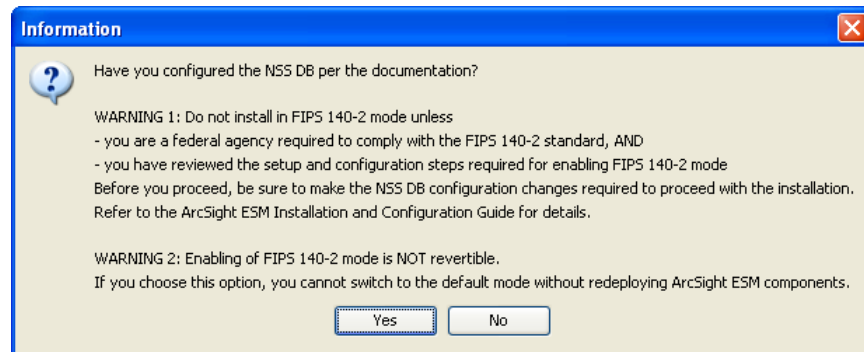 Information
Have you configured the NSS DB per the documentation?
WARNING 1: Do not install in FIPS 140-2 mode unless
- you are a federal agency required to comply with the FIPS 140-2 standard, AND
- you have reviewed the setup and configuration steps required for enabling FIPS 140-2 mode
Before you proceed, be sure to make the NSS DB configuration changes required to proceed with the installation.
Refer to the ArcSight ESM Installation and Configuration Guide for details.
WARNING 2: Enabling of FIPS 140-2 mode is NOT revertible.
If you choose this option, you cannot switch to the default mode without redeploying ArcSight ESM components.
Yes
No